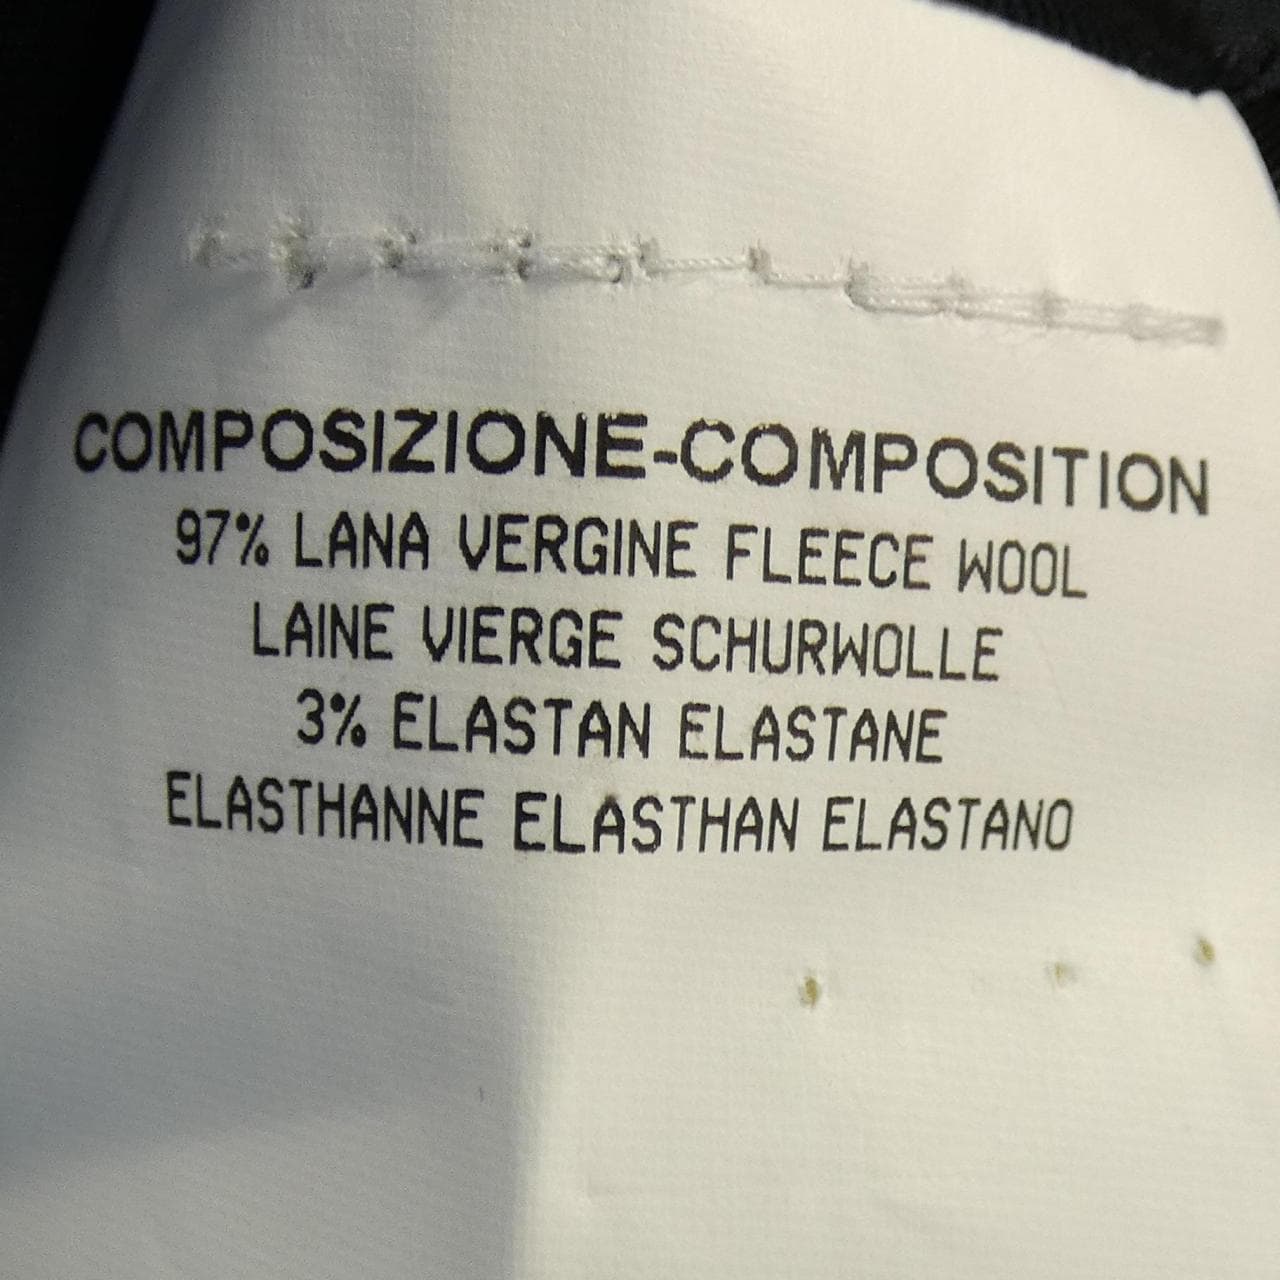 COMPOSIZIONE-COMPOSITION
97% LANA VERGINE FLEECE WOOL
LAINE VIERGE SCHURWOLLE
3% ELASTAN ELASTANE
ELASTHANNE ELASTHAN ELASTANO